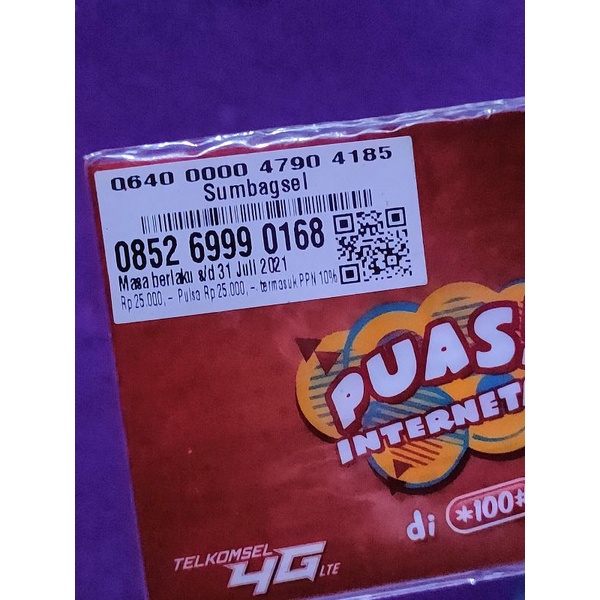 0640 0000 4790 4185
Sumbagsel
0852 6999 0168
Masa berlaku s/d 31 Juli 2021
Rp 25.000,- Pulsa Rp 25.000,- termasuk PPN 10%
PUAS
INTERNET
di *100#
TELKOMSEL
4G LTE